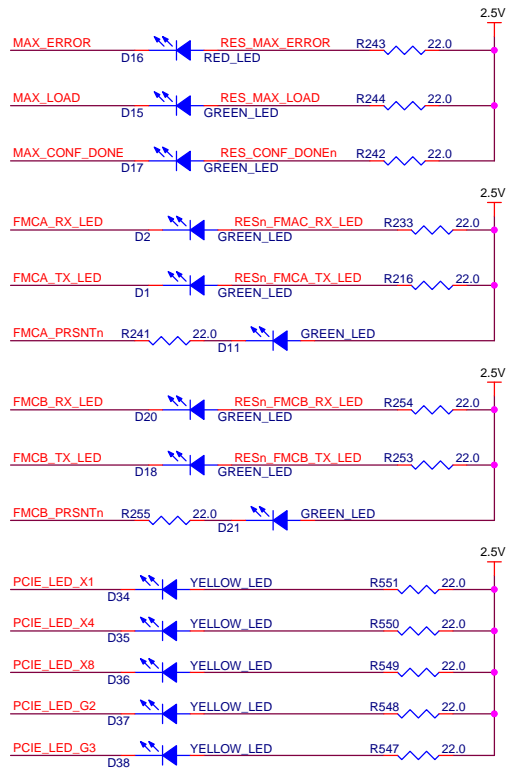 2.5V
MAX_ERROR RES_MAX_ERROR R243 22.0
D16 RED_LED
MAX_LOAD RES_MAX_LOAD R244 22.0
D15 GREEN_LED
MAX_CONF_DONE RES_CONF_DONEn R242 22.0
D17 GREEN_LED
2.5V
FMCA_RX_LED RESn_FMAC_RX_LED R233 22.0
D2 GREEN_LED
FMCA_TX_LED RESn_FMCA_TX_LED R216 22.0
D1 GREEN_LED
FMCA_PRSNTn R241 22.0 GREEN_LED
D11
2.5V
FMCB_RX_LED RESn_FMCB_RX_LED R254 22.0
D20 GREEN_LED
FMCB_TX_LED RESn_FMCB_TX_LED R253 22.0
D18 GREEN_LED
FMCB_PRSNTn R255 22.0 GREEN_LED
D21
2.5V
PCIE_LED_X1 YELLOW_LED R551 22.0
D34
PCIE_LED_X4 YELLOW_LED R550 22.0
D35
PCIE_LED_X8 YELLOW_LED R549 22.0
D36
PCIE_LED_G2 YELLOW_LED R548 22.0
D37
PCIE_LED_G3 YELLOW_LED R547 22.0
D38